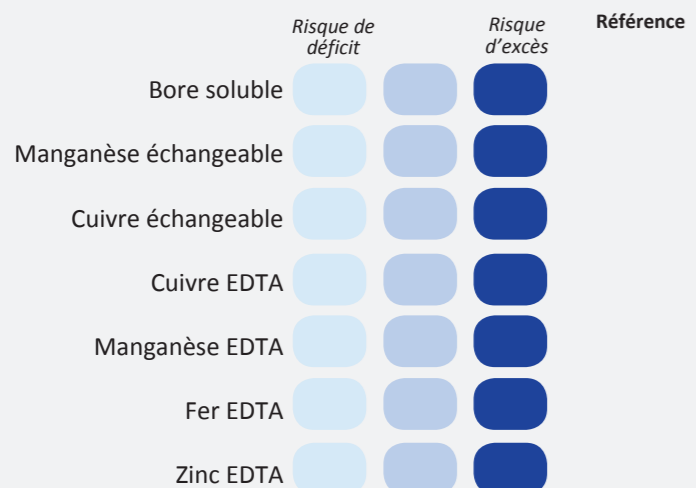 Risque de
déficit
Risque
d’excès
Référence
Bore soluble
Manganèse échangeable
Cuivre échangeable
Cuivre EDTA
Manganèse EDTA
Fer EDTA
Zinc EDTA